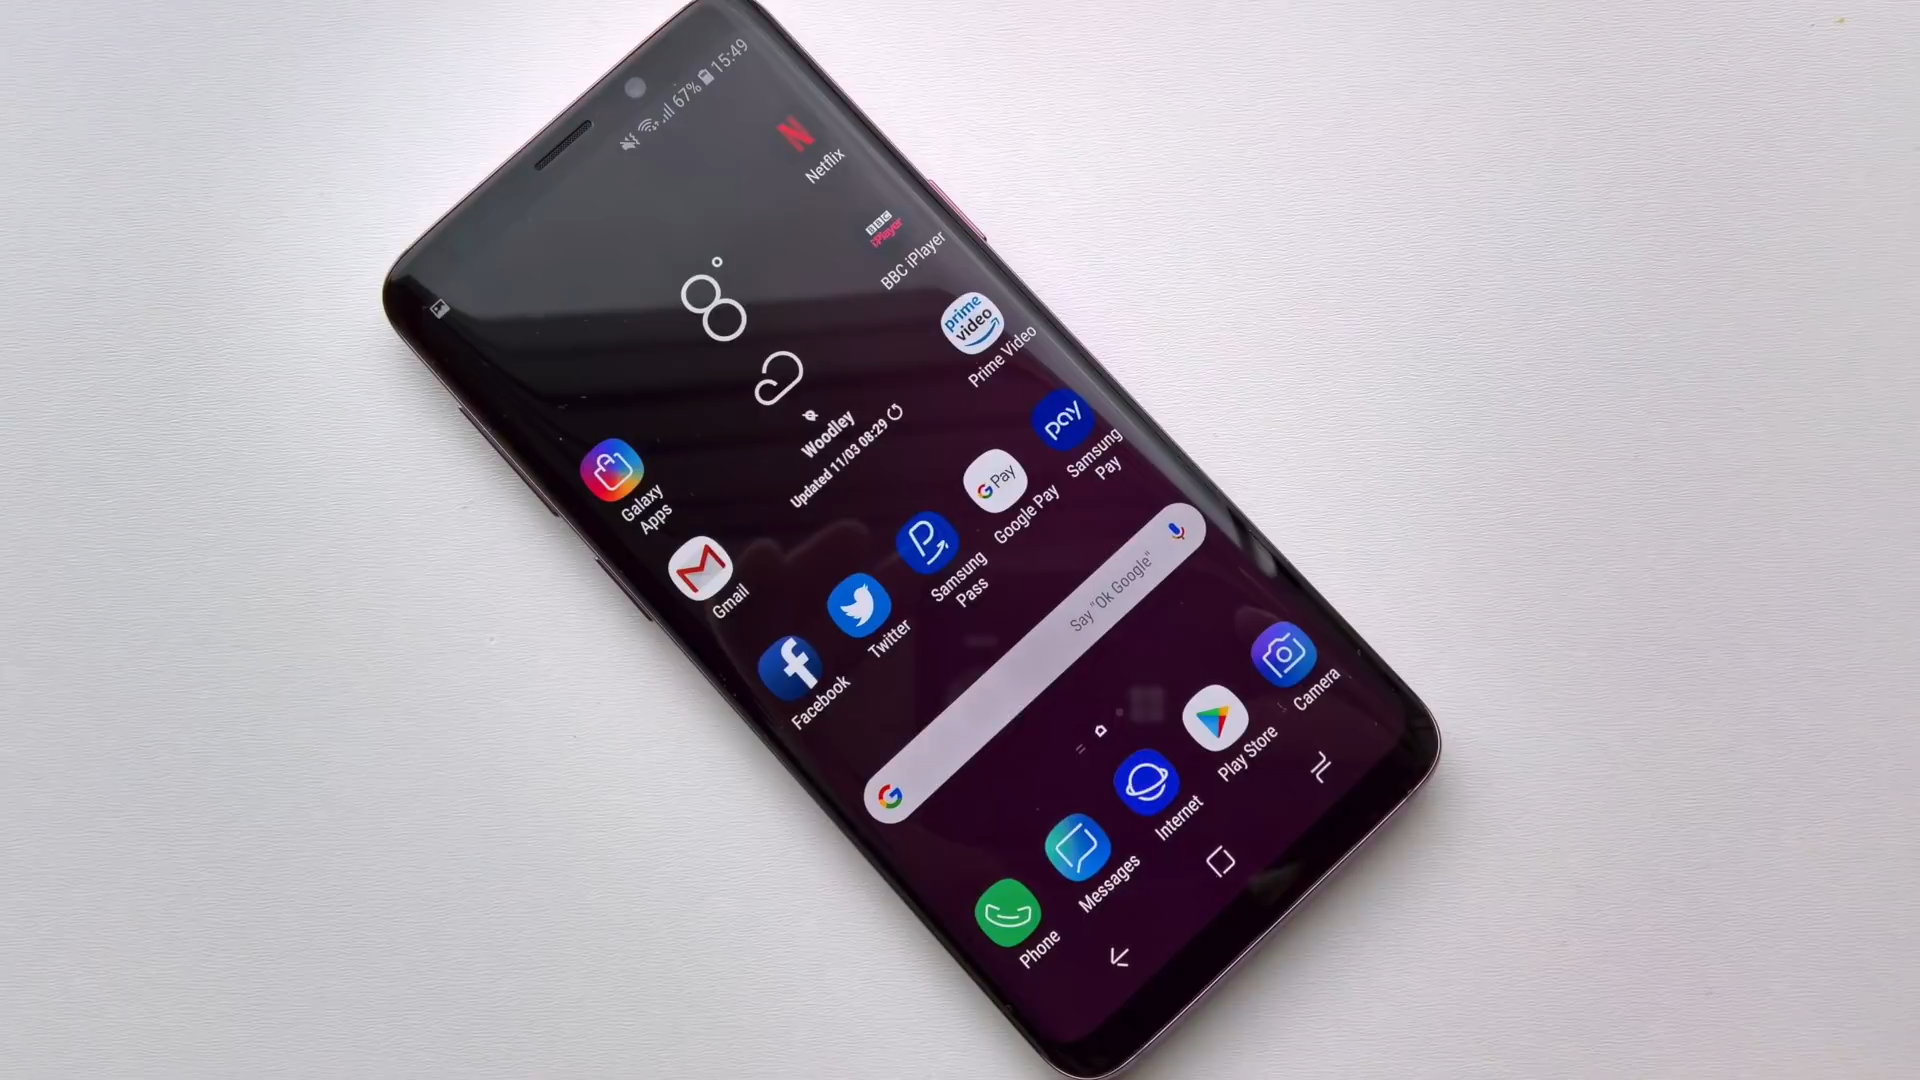 67% 15:49
N
Netflix
BBC
iPlayer
BBC iPlayer
prime
video
Prime Video
8°
Woodley
Updated 11/03 08:29
Galaxy
Apps
Gmail
Facebook
Twitter
Samsung
Pass
G Pay
Google Pay
pay
Samsung
Pay
G Say "Ok Google"
Phone
Messages
Internet
Play Store
Camera